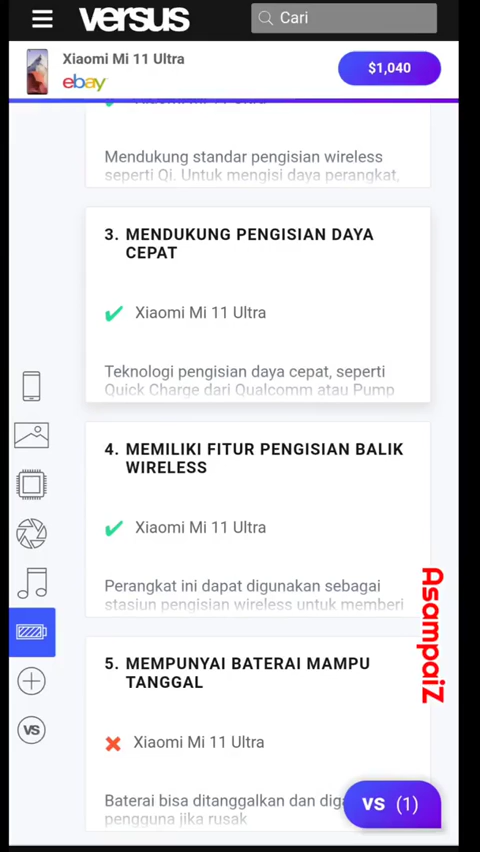 versus
Cari
Xiaomi Mi 11 Ultra
ebay
$1,040
Mendukung standar pengisian wireless
seperti Qi. Untuk mengisi daya perangkat,
3. MENDUKUNG PENGISIAN DAYA
CEPAT
Xiaomi Mi 11 Ultra
Teknologi pengisian daya cepat, seperti
Quick Charge dari Qualcomm atau Pump
4. MEMILIKI FITUR PENGISIAN BALIK
WIRELESS
Xiaomi Mi 11 Ultra
Perangkat ini dapat digunakan sebagai
stasiun pengisian wireless untuk memberi
5. MEMPUNYAI BATERAI MAMPU
TANGGAL
Xiaomi Mi 11 Ultra
Baterai bisa ditanggalkan dan
pengguna jika rusak
VS
VS (1)
AsampaiZ